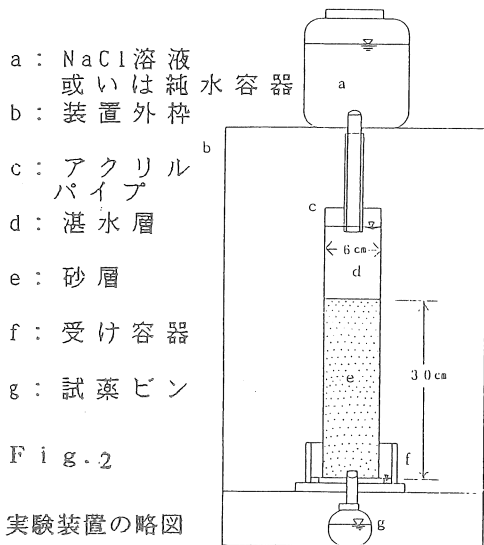 a：NaCl溶液
或いは純水容器
b：装置外枠
c：アクリル
パイプ
d：湛水層
e：砂層
f：受け容器
g：試薬ビン
Fig.2
実験装置の略図
a
b
c
6cm
d
e
30cm
f
g